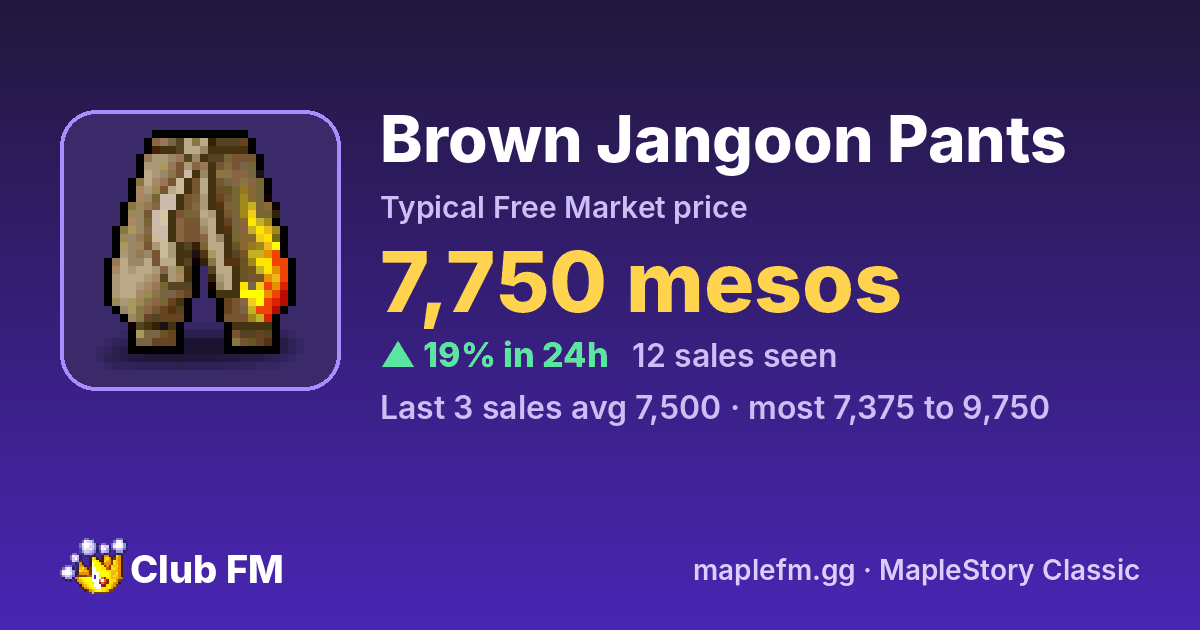 Brown Jangoon Pants
Typical Free Market price
7,750 mesos
▲ 19% in 24h 12 sales seen
Last 3 sales avg 7,500 · most 7,375 to 9,750
Club FM
maplefm.gg · MapleStory Classic